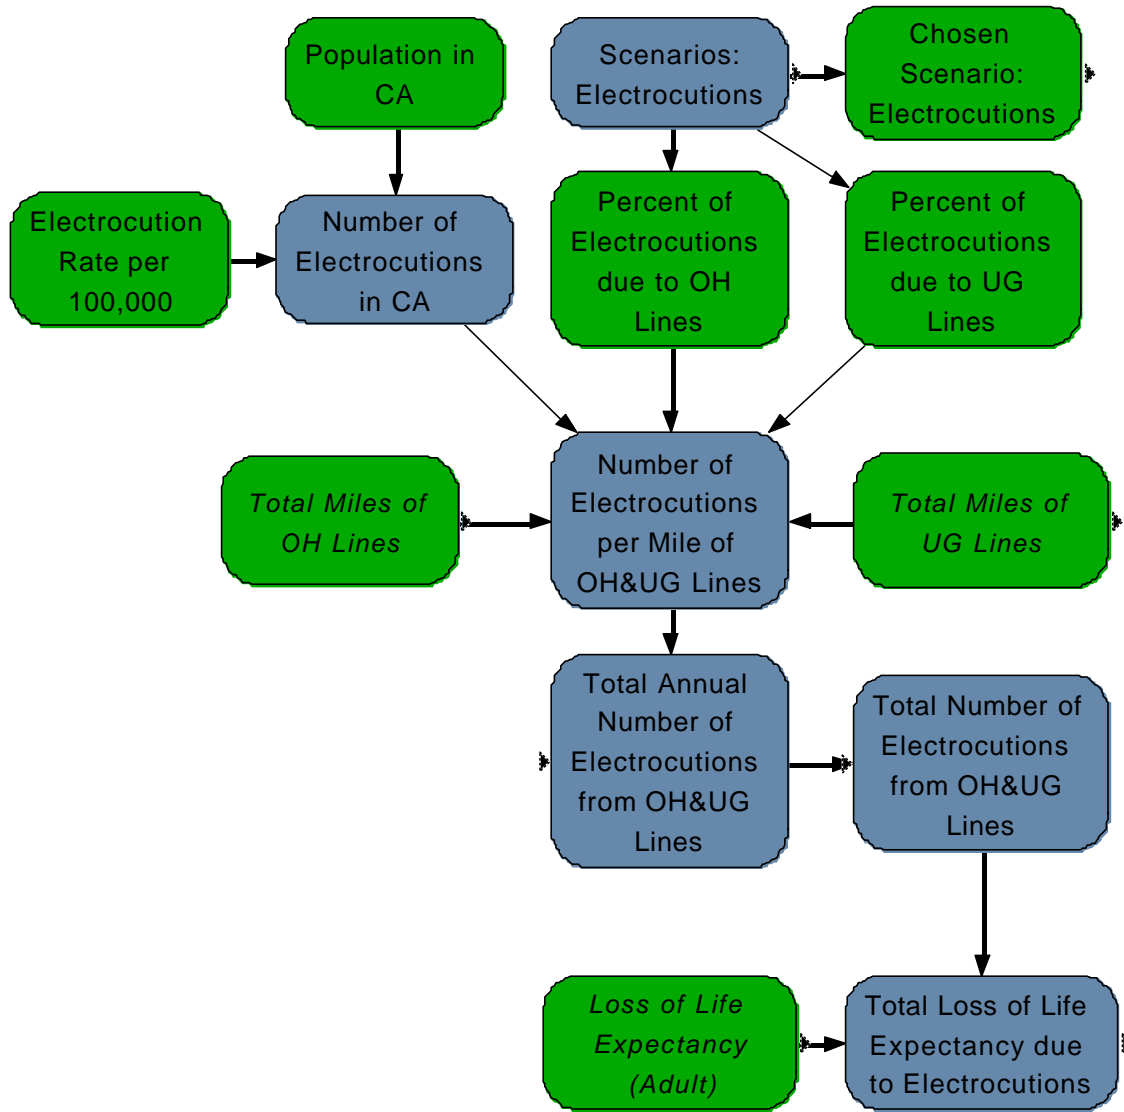 Population in
CA
Scenarios:
Electrocutions
Chosen
Scenario:
Electrocutions
Electrocution
Rate per
100,000
Number of
Electrocutions
in CA
Percent of
Electrocutions
due to OH
Lines
Percent of
Electrocutions
due to UG
Lines
Total Miles of
OH Lines
Number of
Electrocutions
per Mile of
OH&UG Lines
Total Miles of
UG Lines
Total Annual
Number of
Electrocutions
from OH&UG
Lines
Total Number of
Electrocutions
from OH&UG
Lines
Loss of Life
Expectancy
(Adult)
Total Loss of Life
Expectancy due
to Electrocutions